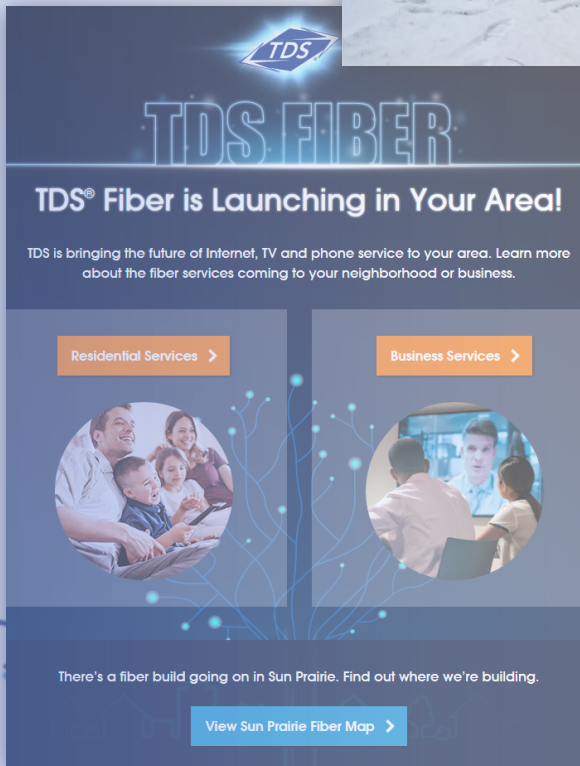 TDS
TDS FIBER
TDS® Fiber is Launching in Your Area!
TDS is bringing the future of Internet, TV and phone service to your area. Learn more
about the fiber services coming to your neighborhood or business.
Residential Services
Business Services
There's a fiber build going on in Sun Prairie. Find out where we're building.
View Sun Prairie Fiber Map